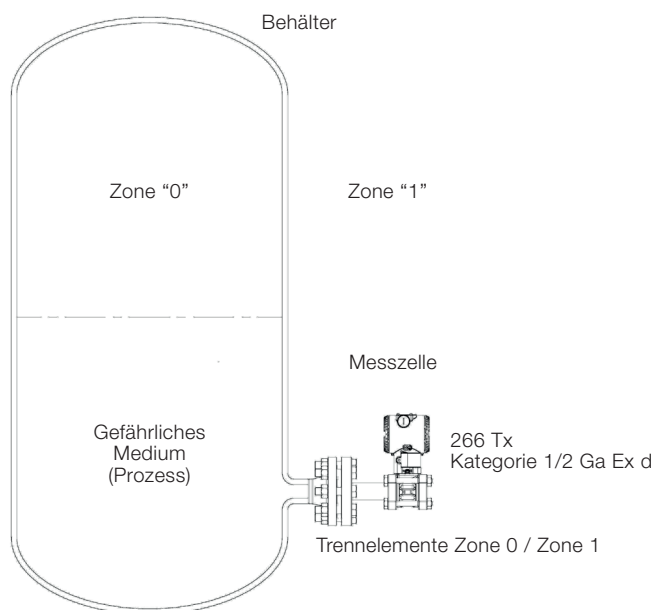 Behälter
Zone “0”
Zone “1”
Messzelle
Gefährliches
Medium
(Prozess)
266 Tx
Kategorie 1/2 Ga Ex d
Trennelemente Zone 0 / Zone 1